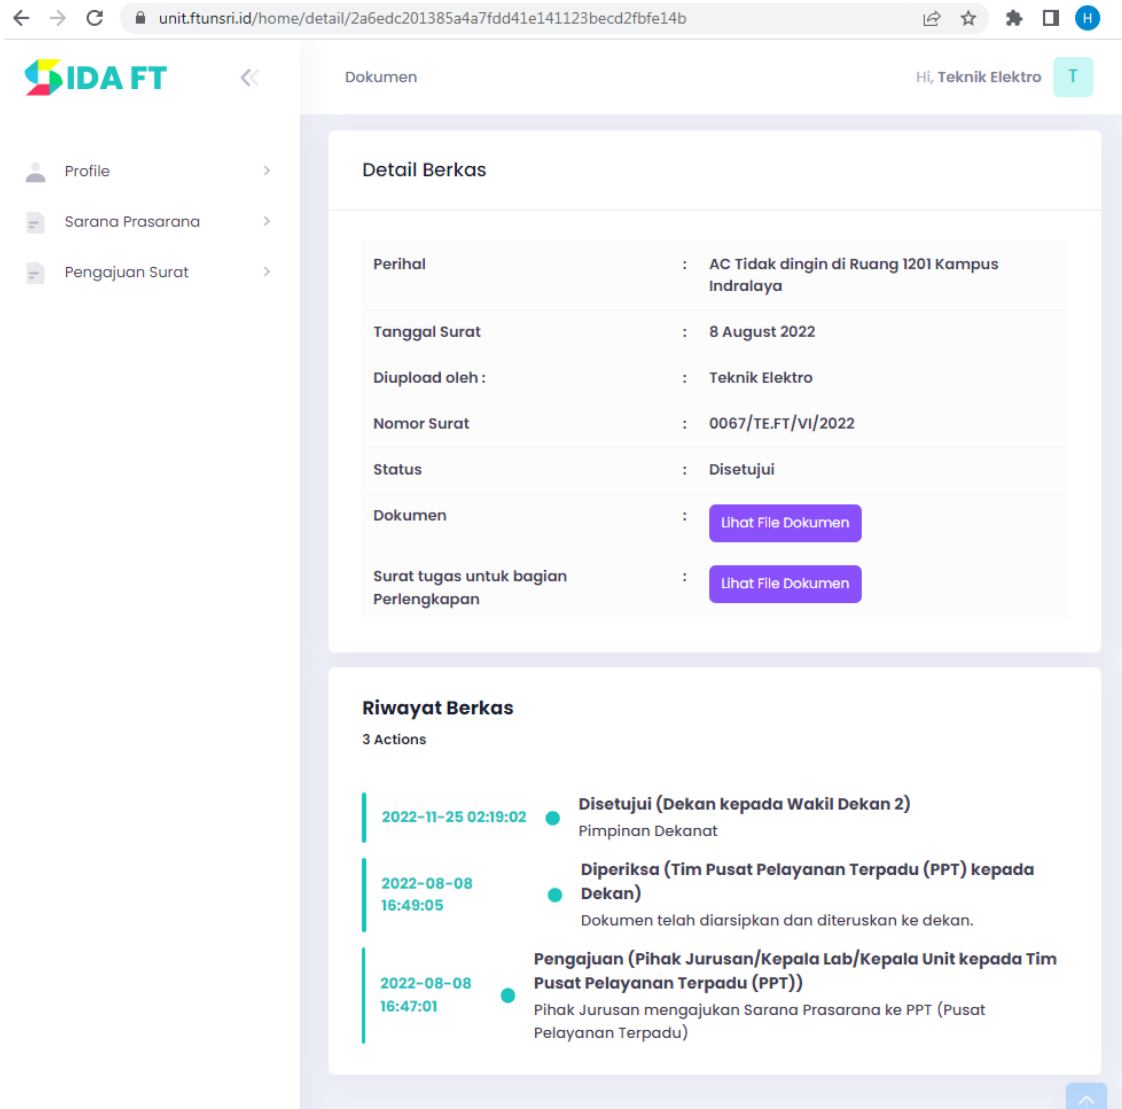 unit.ftunsri.id/home/detail/2a6edc201385a4a7fdd41e141123becd2fbfe14b
H
SIDA FT
Dokumen
Hi, Teknik Elektro
T
Profile
Sarana Prasarana
Pengajuan Surat
Detail Berkas
Perihal : AC Tidak dingin di Ruang 1201 Kampus
Indralaya
Tanggal Surat : 8 August 2022
Diupload oleh : : Teknik Elektro
Nomor Surat : 0067/TE.FT/VI/2022
Status : Disetujui
Dokumen : Lihat File Dokumen
Surat tugas untuk bagian : Lihat File Dokumen
Perlengkapan
Riwayat Berkas
3 Actions
2022-11-25 02:19:02
Disetujui (Dekan kepada Wakil Dekan 2)
Pimpinan Dekanat
2022-08-08
16:49:05
Diperiksa (Tim Pusat Pelayanan Terpadu (PPT) kepada
Dekan)
Dokumen telah diarsipkan dan diteruskan ke dekan.
2022-08-08
16:47:01
Pengajuan (Pihak Jurusan/Kepala Lab/Kepala Unit kepada Tim
Pusat Pelayanan Terpadu (PPT))
Pihak Jurusan mengajukan Sarana Prasarana ke PPT (Pusat
Pelayanan Terpadu)